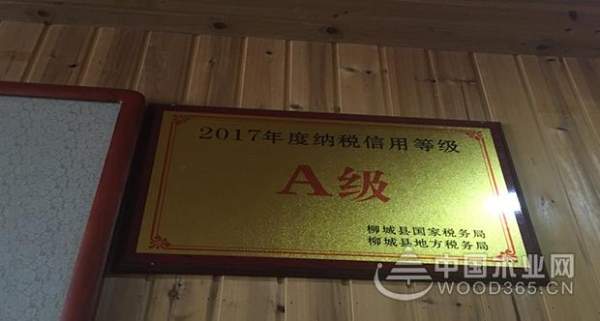 2017年度纳税信用等级
A级
柳城县国家税务局
柳城县地方税务局
中国木业网
WOOD365.CN